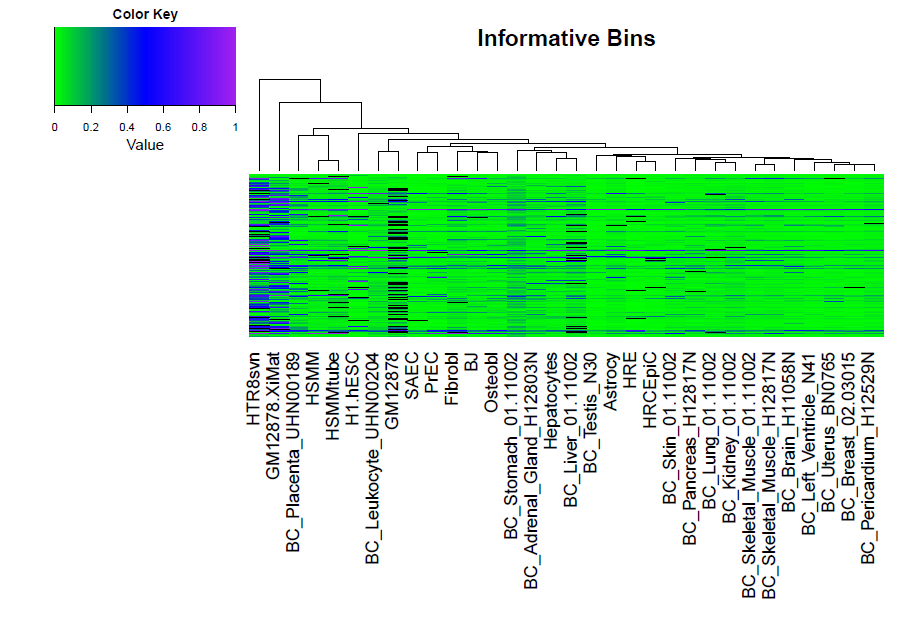 Color Key
0 0.2 0.4 0.6 0.8 1
Value
Informative Bins
HTR8svn
GM12878.XiMat
BC_Placenta_UHN00189
HSMM
HSMMtube
H1.hESC
BC_Leukocyte_UHN00204
GM12878
SAEC
PrEC
Fibrobl
BJ
Osteobl
BC_Stomach_01.11002
BC_Adrenal_Gland_H12803N
Hepatocytes
BC_Liver_01.11002
BC_Testis_N30
Astrocy
HRE
HRCEpiC
BC_Skin_01.11002
BC_Pancreas_H12817N
BC_Lung_01.11002
BC_Kidney_01.11002
BC_Skeletal_Muscle_01.11002
BC_Skeletal_Muscle_H12817N
BC_Brain_H11058N
BC_Left_Ventricle_N41
BC_Uterus_BN0765
BC_Breast_02.03015
BC_Pericardium_H12529N